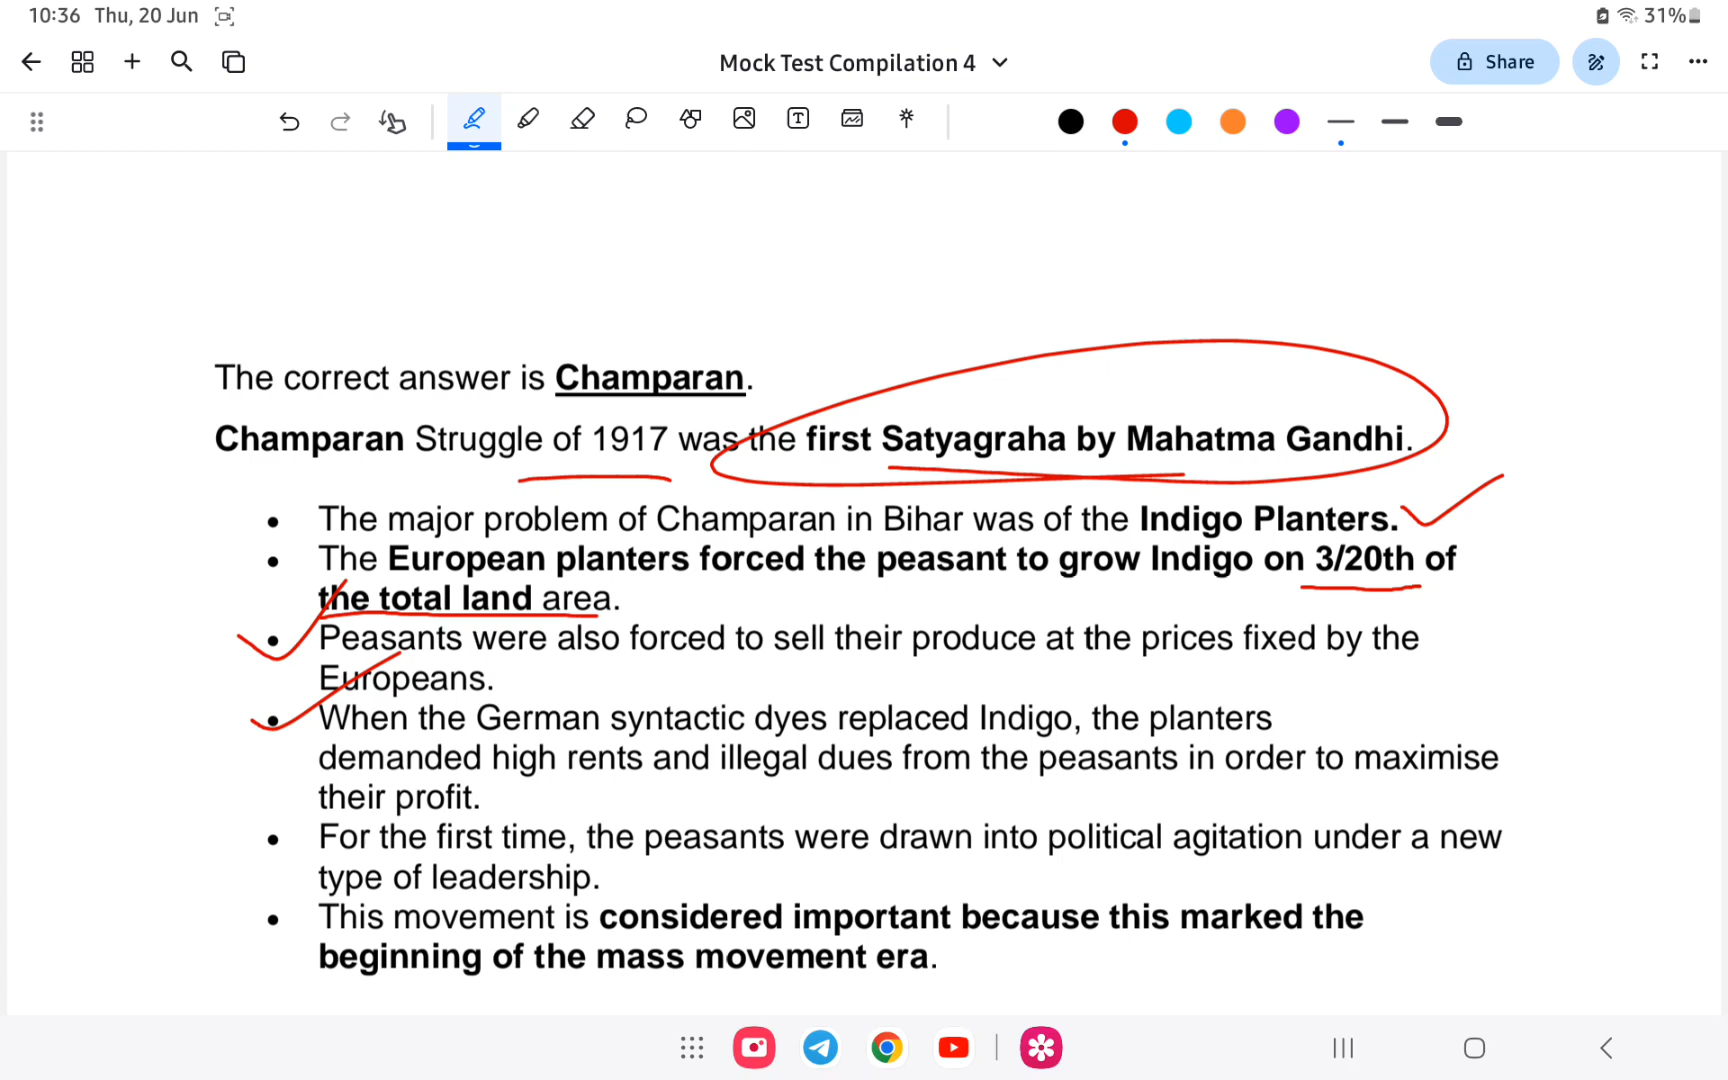 10:36 Thu, 20 Jun
31%
Mock Test Compilation 4
Share
The correct answer is Champaran.
Champaran Struggle of 1917 was the first Satyagraha by Mahatma Gandhi.
• The major problem of Champaran in Bihar was of the Indigo Planters.
• The European planters forced the peasant to grow Indigo on 3/20th of
the total land area.
• Peasants were also forced to sell their produce at the prices fixed by the
Europeans.
• When the German syntactic dyes replaced Indigo, the planters
demanded high rents and illegal dues from the peasants in order to maximise
their profit.
• For the first time, the peasants were drawn into political agitation under a new
type of leadership.
• This movement is considered important because this marked the
beginning of the mass movement era.